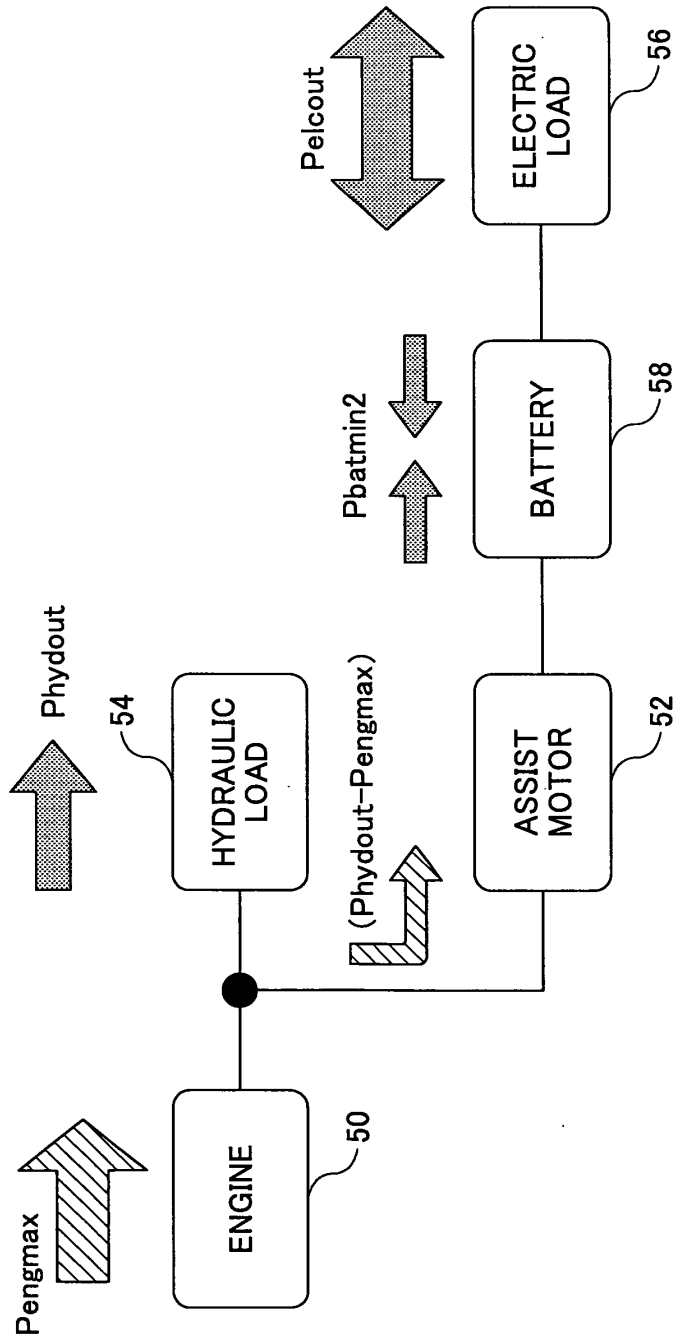 Pengmax
ENGINE
50
Phydout
54
HYDRAULIC
LOAD
(Phydout-Pengmax)
ASSIST
MOTOR
52
Pbatmin2
BATTERY
58
Pelcout
ELECTRIC
LOAD
56